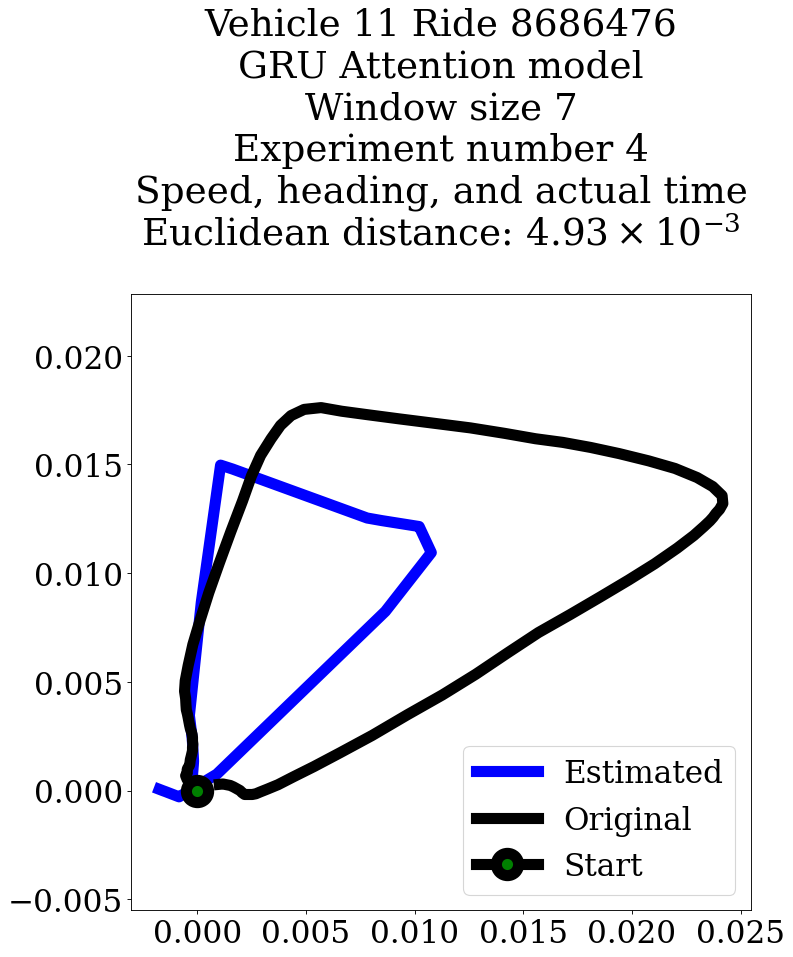 Vehicle 11 Ride 8686476
GRU Attention model
Window size 7
Experiment number 4
Speed, heading, and actual time
Euclidean distance: 4.93 × 10⁻³
0.020
0.015
0.010
0.005
0.000
−0.005
Estimated
Original
Start
0.000 0.005 0.010 0.015 0.020 0.025